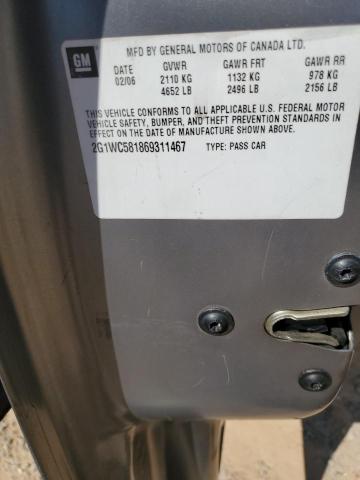 MFD BY GENERAL MOTORS OF CANADA LTD.
GM
DATE GVWR GAWR FRT GAWR RR
02/06 2110 KG 1132 KG 978 KG
4652 LB 2496 LB 2156 LB
THIS VEHICLE CONFORMS TO ALL APPLICABLE U.S. FEDERAL MOTOR
VEHICLE SAFETY, BUMPER, AND THEFT PREVENTION STANDARDS IN
EFFECT ON THE DATE OF MANUFACTURE SHOWN ABOVE.
2G1WC581869311467 TYPE: PASS CAR